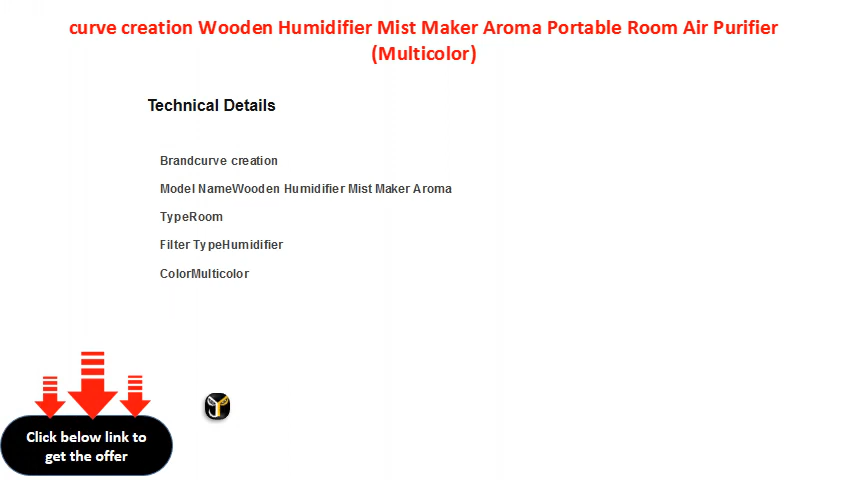 curve creation Wooden Humidifier Mist Maker Aroma Portable Room Air Purifier
(Multicolor)
Technical Details
Brandcurve creation
Model NameWooden Humidifier Mist Maker Aroma
TypeRoom
Filter TypeHumidifier
ColorMulticolor
Click below link to
get the offer